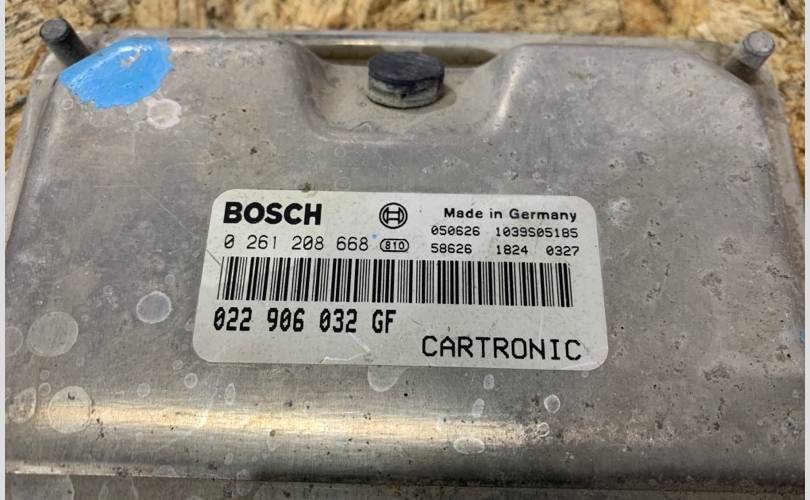 BOSCH
Made in Germany
050626 1039S05185
0 261 208 668 810
58626 1824 0327
022 906 032 GF
CARTRONIC